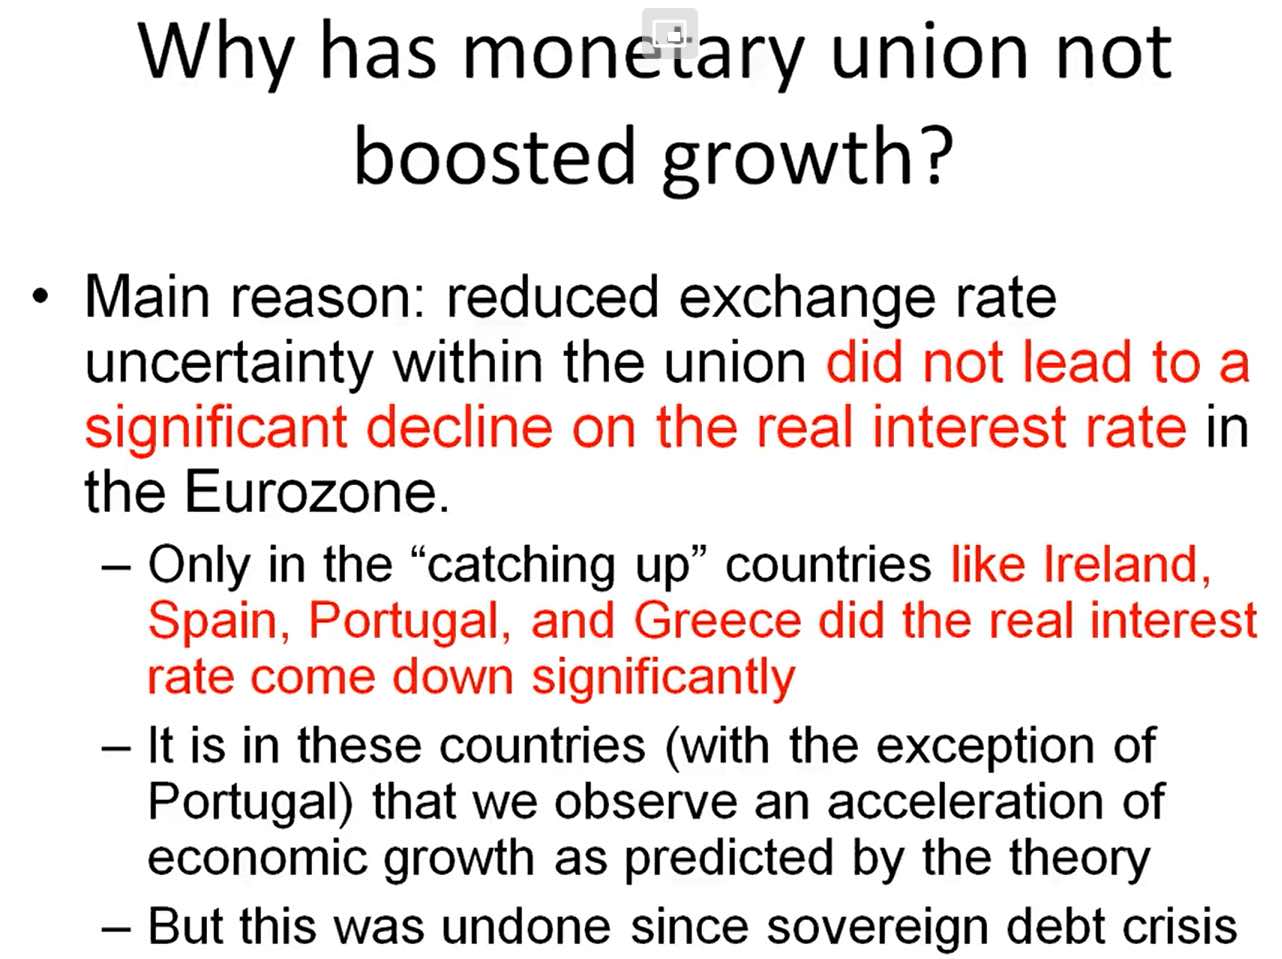 Why has monetary union not
boosted growth?
• Main reason: reduced exchange rate
uncertainty within the union did not lead to a
significant decline on the real interest rate in
the Eurozone.
– Only in the “catching up” countries like Ireland,
Spain, Portugal, and Greece did the real interest
rate come down significantly
– It is in these countries (with the exception of
Portugal) that we observe an acceleration of
economic growth as predicted by the theory
– But this was undone since sovereign debt crisis